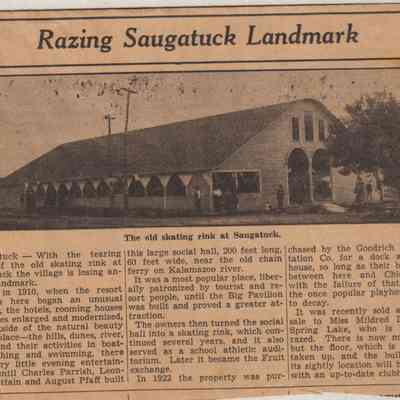 Razing Saugatuck Landmark
The old skating rink at Saugatuck.
tuck — With the tearing
of the old skating rink at
ck the village is losing an-
andmark.
in 1910, when the resort
s here began an unusual
, the hotels, rooming houses
es enlarged and modernized,
side of the natural beauty
place—the hills, dunes, river,
nd their activities in boat-
hing and swimming, there
ry little evening entertain-
ntil Charles Parrish, Leon-
ttain and August Pfaff built
this large social hall, 200 feet long,
60 feet wide, near the old chain
ferry on Kalamazoo river.
It was a most popular place, liber-
ally patronized by tourist and re-
sort people, until the Big Pavilion
was built and proved a greater at-
traction.
The owners then turned the social
hall into a skating rink, which con-
tinued several years, and it also
served as a school athletic audi-
torium. Later it became the Fruit
exchange.
In 1922 the property was pur-
chased by the Goodrich
tation Co. for a dock a
house, so long as their b
between here and Chi
with the failure of that
the once popular playho
to decay.
It was recently sold a
sale to Miss Mildred
Spring Lake, who is
razed. There is now m
but the floor, which is
taken up, and the buil
its sightly location will b
with an up-to-date clubh